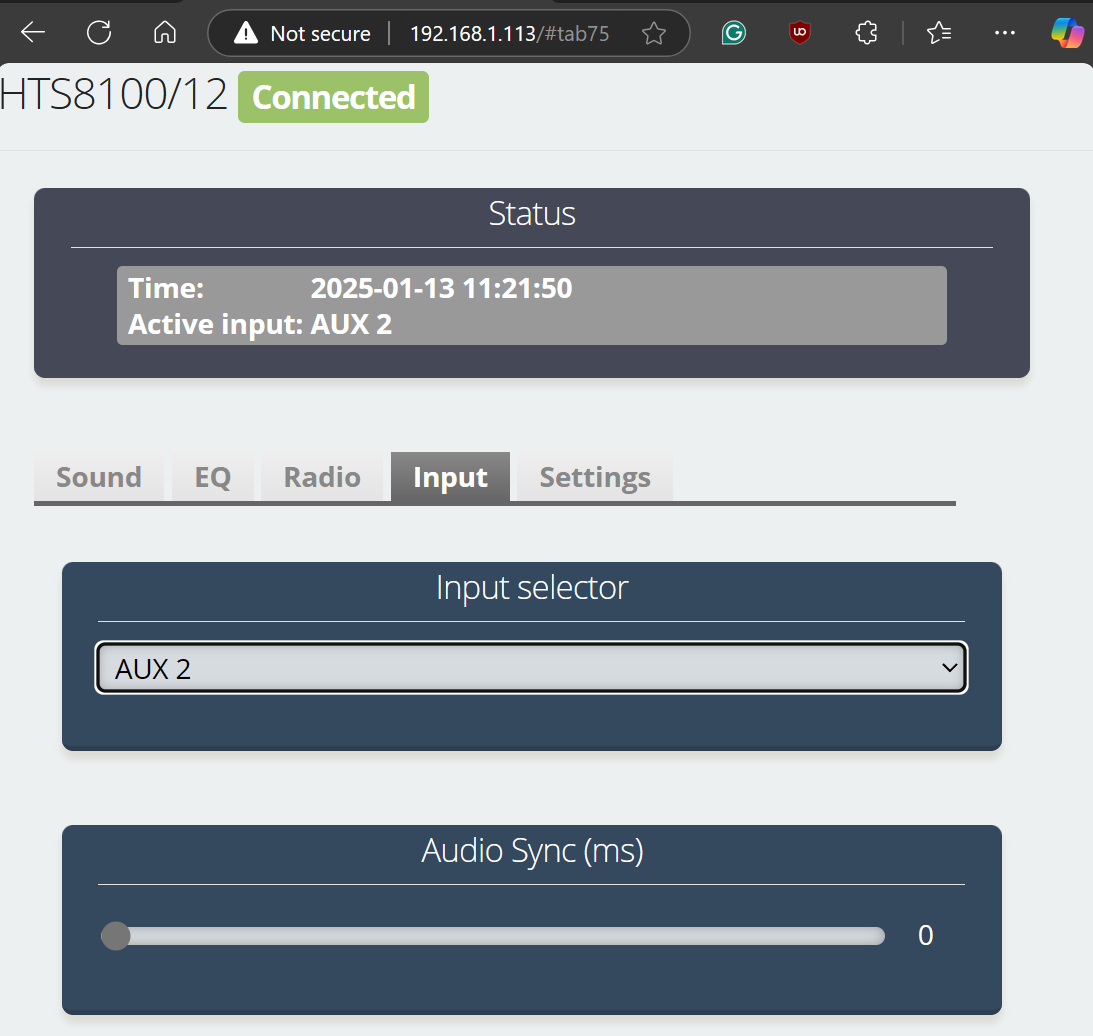 Not secure 192.168.1.113/#tab75
HTS8100/12 Connected
Status
Time: 2025-01-13 11:21:50
Active input: AUX 2
Sound EQ Radio Input Settings
Input selector
AUX 2
Audio Sync (ms)
0